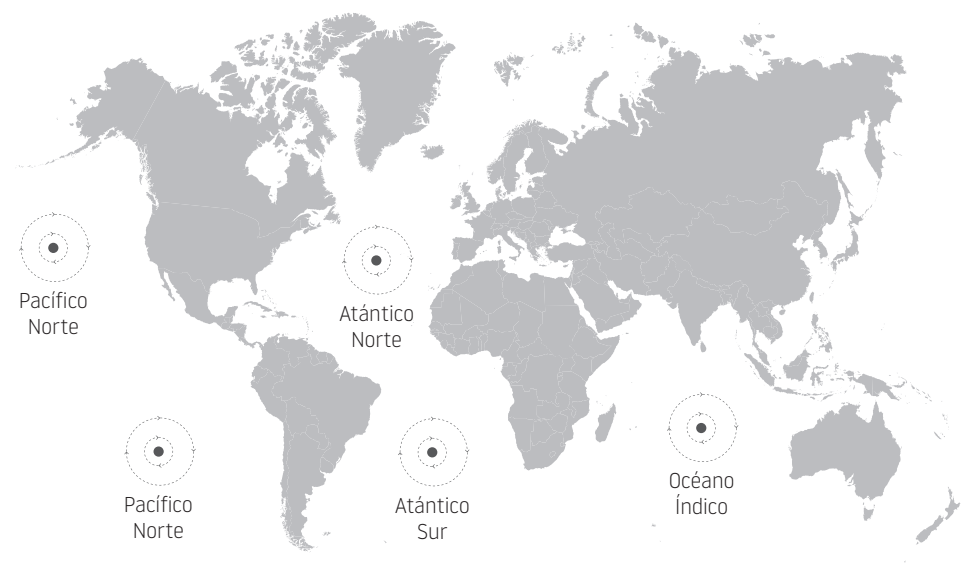 Pacífico
Norte
Atántico
Norte
Pacífico
Norte
Atántico
Sur
Océano
Índico